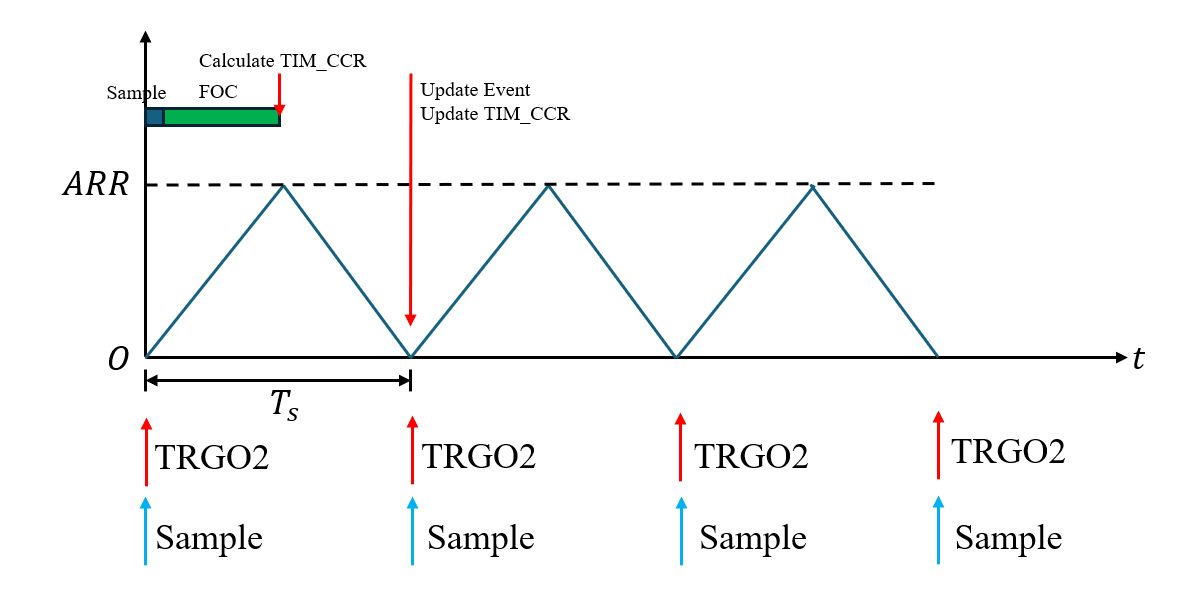 Calculate TIM_CCR
Sample FOC
Update Event
Update TIM_CCR
ARR
O
t
T_s
TRGO2 TRGO2 TRGO2 TRGO2
Sample Sample Sample Sample